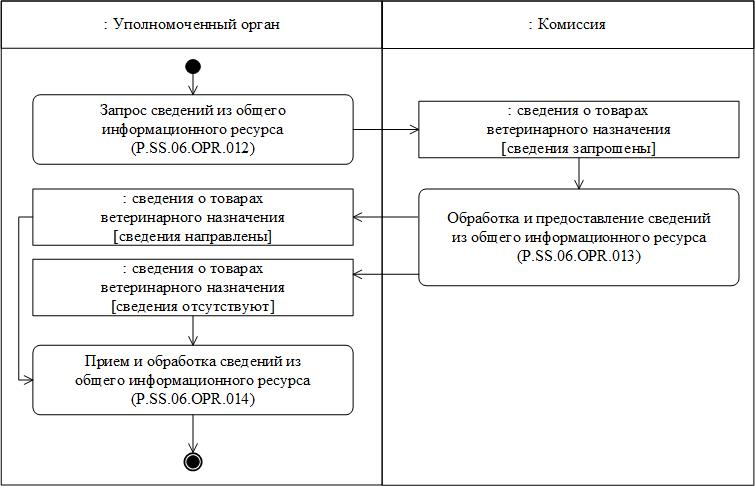 : Уполномоченный орган
: Комиссия
Запрос сведений из общего
информационного ресурса
(P.SS.06.OPR.012)
: сведения о товарах
ветеринарного назначения
[сведения запрошены]
: сведения о товарах
ветеринарного назначения
[сведения направлены]
Обработка и предоставление сведений
из общего информационного ресурса
(P.SS.06.OPR.013)
: сведения о товарах
ветеринарного назначения
[сведения отсутствуют]
Прием и обработка сведений из
общего информационного ресурса
(P.SS.06.OPR.014)